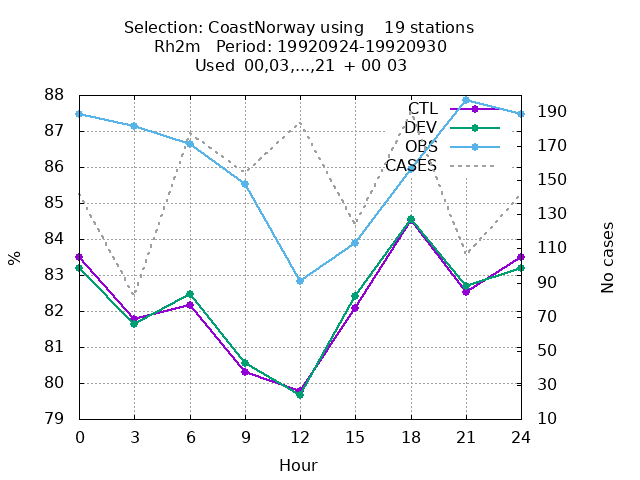 Selection: CoastNorway using 19 stations
Rh2m Period: 19920924-19920930
Used 00,03,...,21 + 00 03
88
87
86
85
84
83
82
81
80
79
%
CTL
DEV
OBS
CASES
190
170
150
130
110
90
70
50
30
10
No cases
0 3 6 9 12 15 18 21 24
Hour